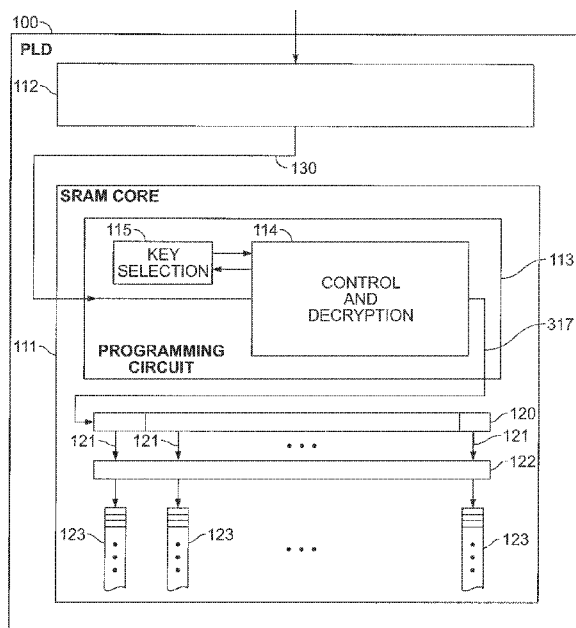 100
PLD
112
130
SRAM CORE
115
114
KEY
SELECTION
CONTROL
AND
DECRYPTION
113
317
PROGRAMMING
CIRCUIT
111
120
121
121
121
122
123
123
123